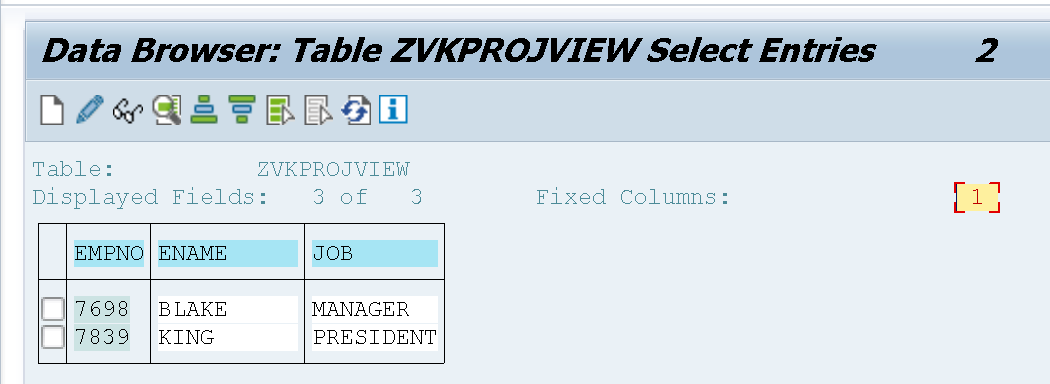 Data Browser: Table ZVKPROJVIEW Select Entries 2
Table: ZVKPROJVIEW
Displayed Fields: 3 of 3 Fixed Columns: 1
EMPNO ENAME JOB
7698 BLAKE MANAGER
7839 KING PRESIDENT